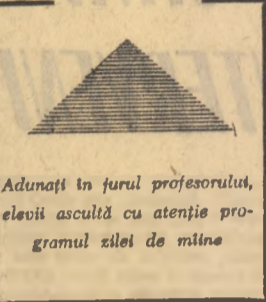 Adunați în jurul profesorului,
elevii ascultă cu atenție pro-
gramul zilei de mîine